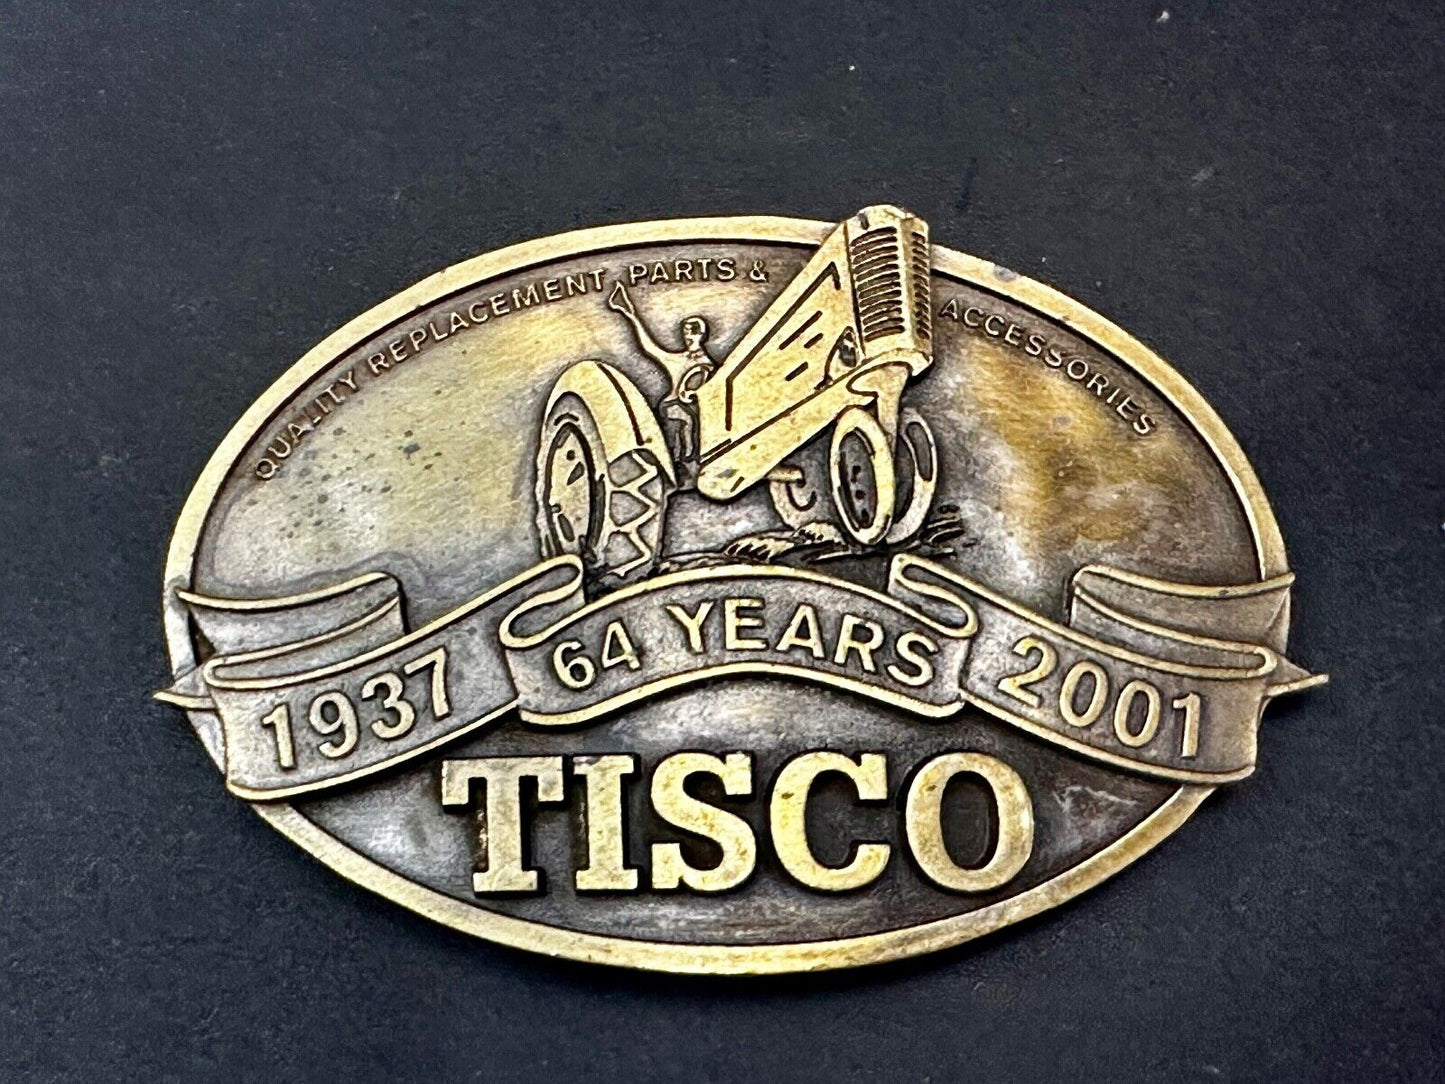 QUALITY REPLACEMENT PARTS & ACCESSORIES
1937 64 YEARS 2001
TISCO